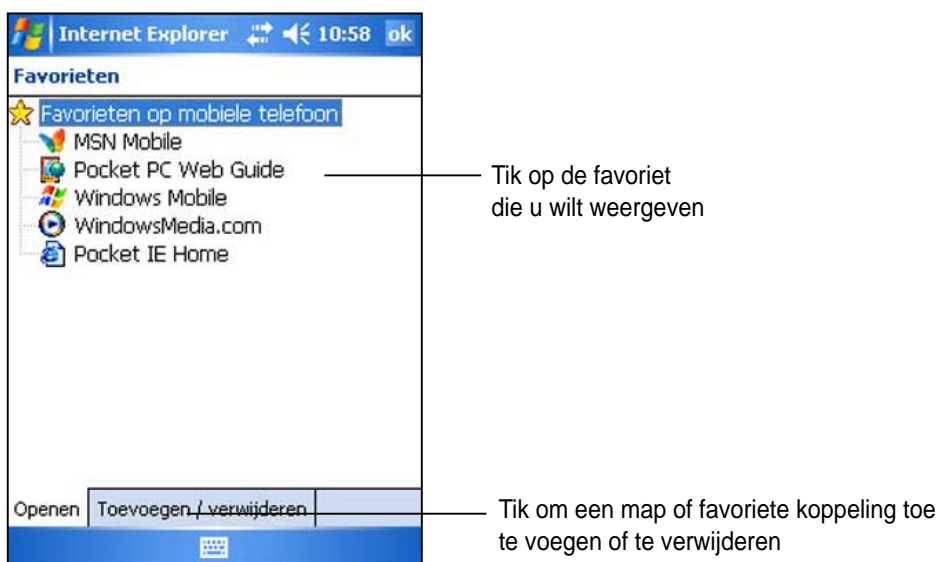 Internet Explorer 10:58 ok
Favorieten
Favorieten op mobiele telefoon
MSN Mobile
Pocket PC Web Guide
Windows Mobile
WindowsMedia.com
Pocket IE Home
Tik op de favoriet
die u wilt weergeven
Openen Toevoegen / verwijderen
Tik om een map of favoriete koppeling toe
te voegen of te verwijderen